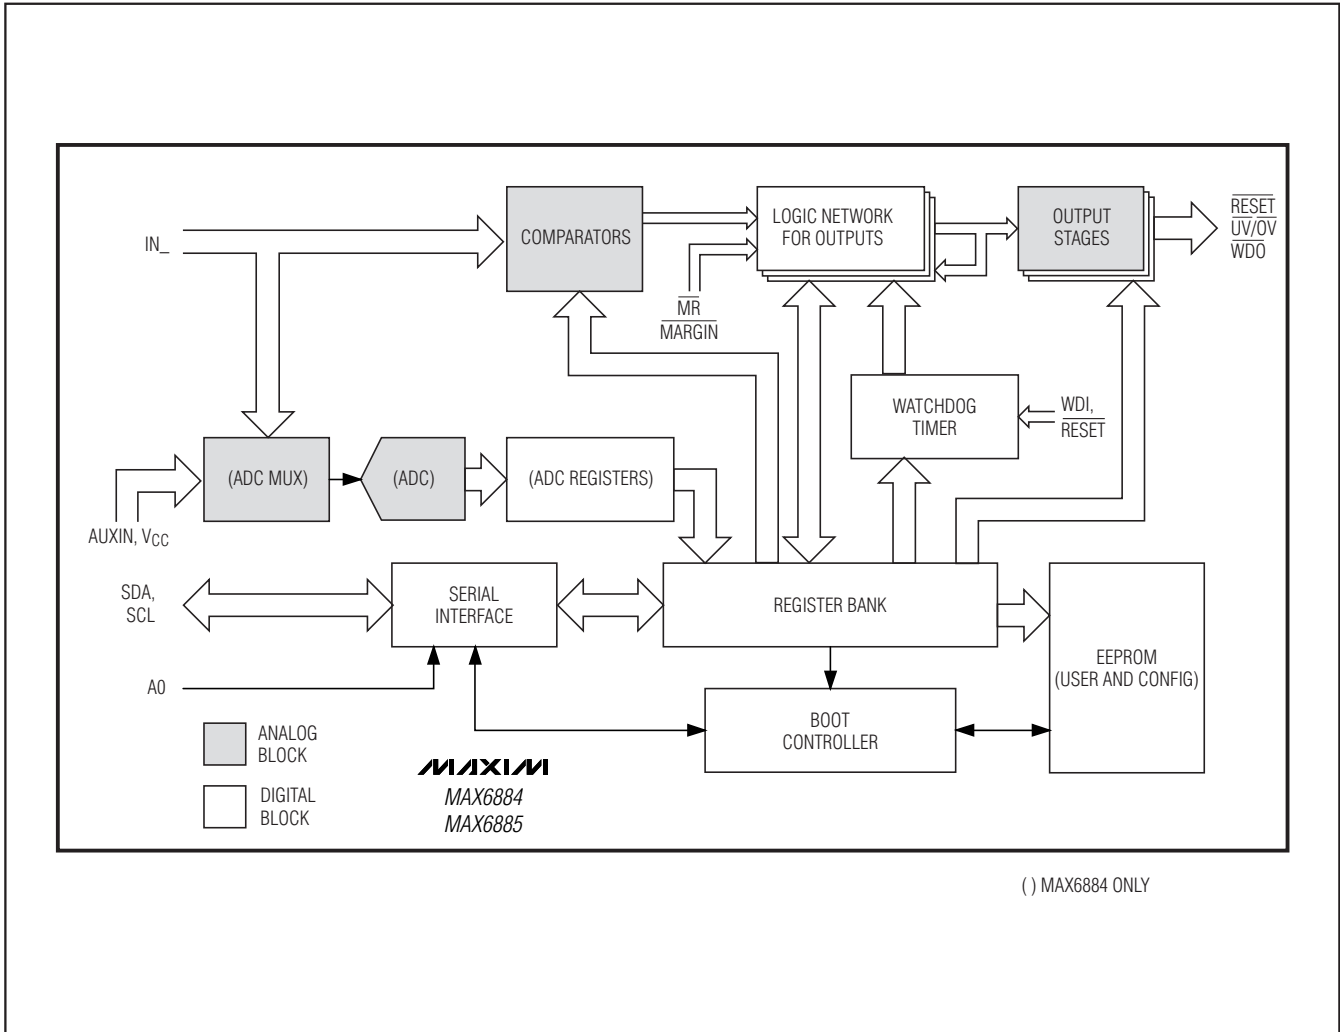 IN_
COMPARATORS
LOGIC NETWORK
FOR OUTPUTS
OUTPUT
STAGES
RESET
UV/OV
WDO
MR
MARGIN
WATCHDOG
TIMER
WDI,
RESET
(ADC MUX)
(ADC)
(ADC REGISTERS)
AUXIN, VCC
SDA,
SCL
SERIAL
INTERFACE
REGISTER BANK
EEPROM
(USER AND CONFIG)
A0
BOOT
CONTROLLER
ANALOG
BLOCK
DIGITAL
BLOCK
MAXIM
MAX6884
MAX6885
( ) MAX6884 ONLY